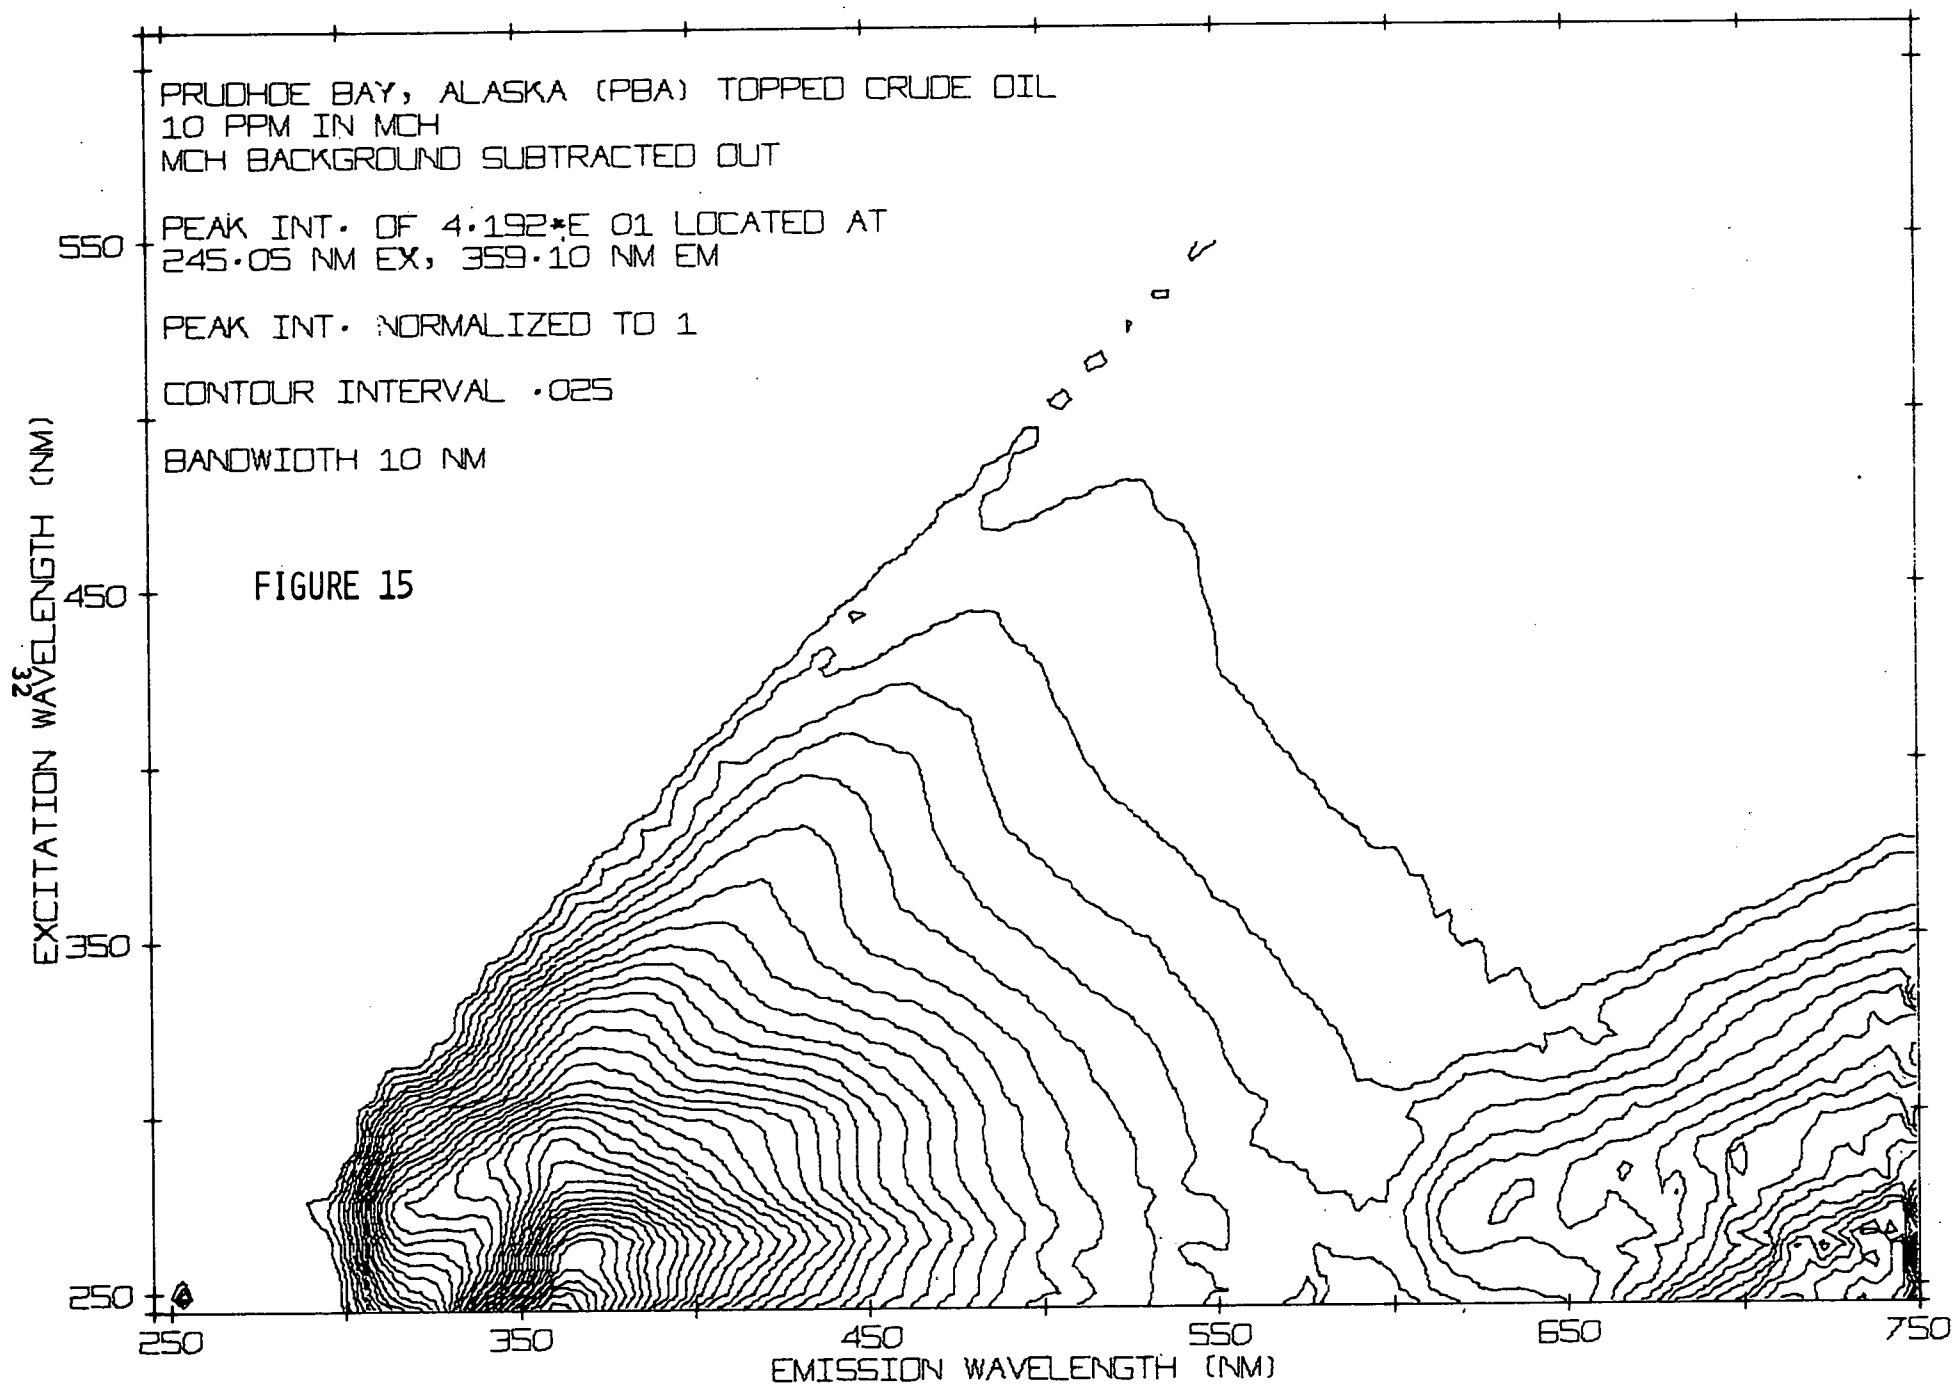 PRUDHOE BAY, ALASKA (PBA) TOPPED CRUDE OIL
10 PPM IN MCH
MCH BACKGROUND SUBTRACTED OUT
PEAK INT. OF 4.192*E 01 LOCATED AT
245.05 NM EX, 359.10 NM EM
PEAK INT. NORMALIZED TO 1
CONTOUR INTERVAL .025
BANDWIDTH 10 NM
FIGURE 15
EXCITATION WAVELENGTH (NM)
32
550
450
350
250
250 350 450 550 650 750
EMISSION WAVELENGTH (NM)